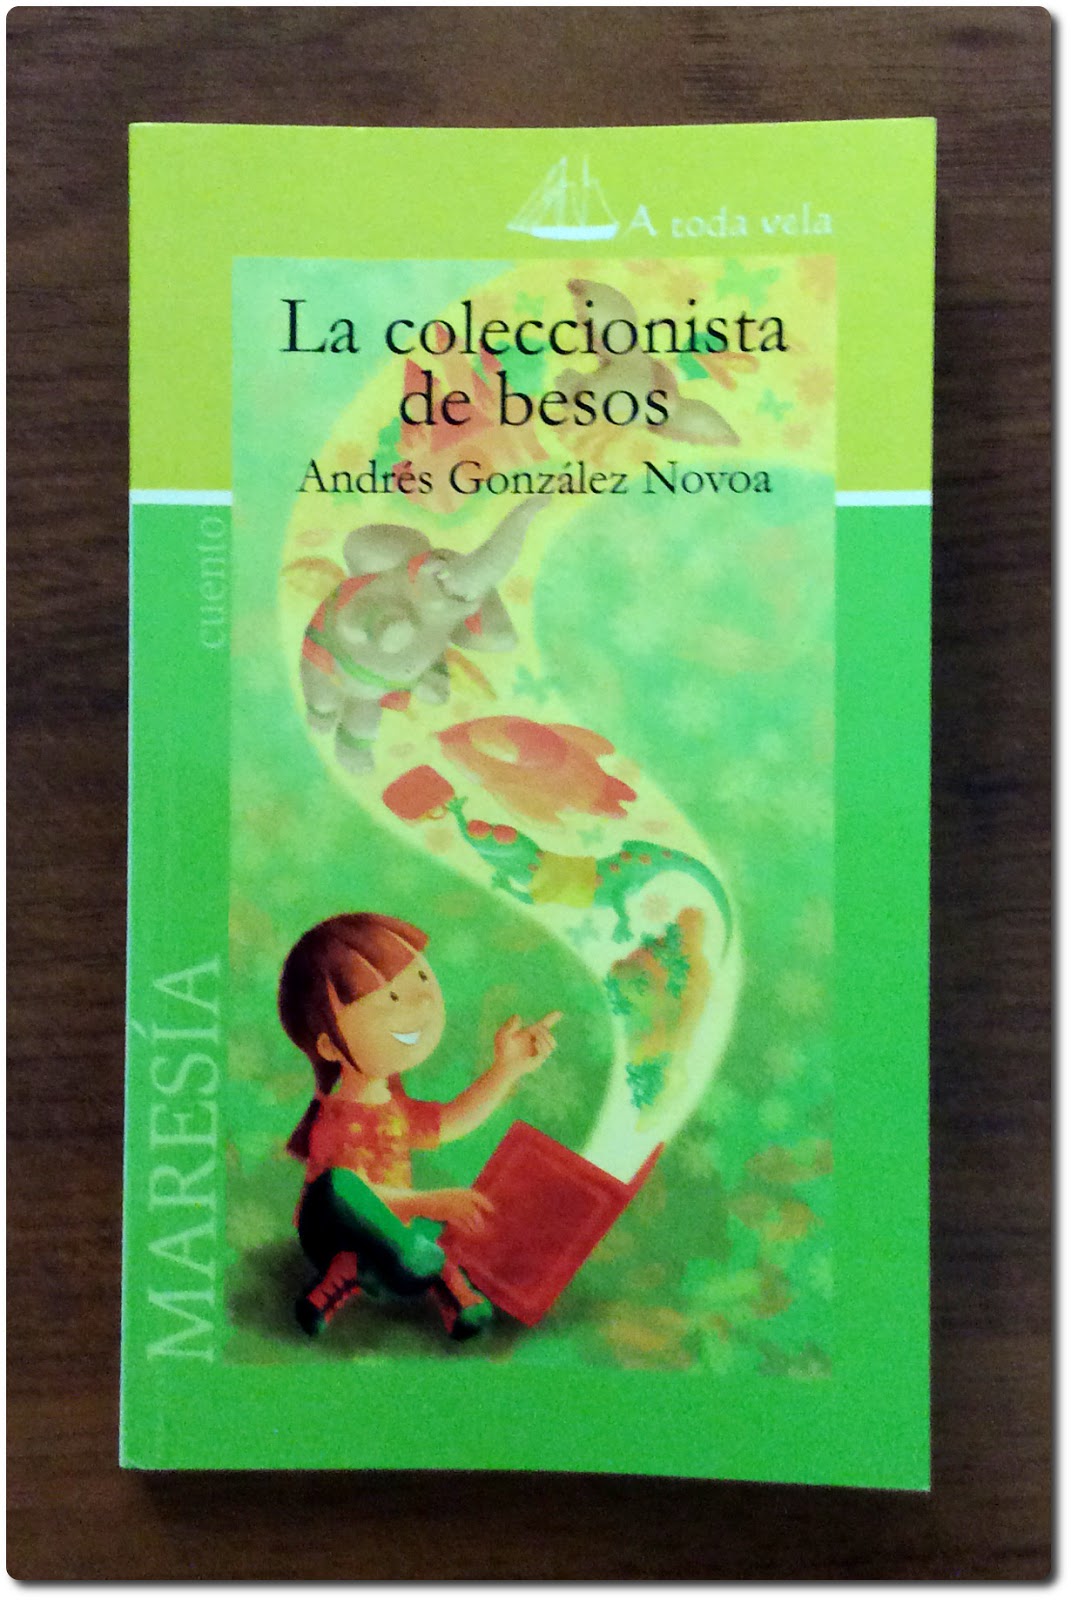 A toda vela
La coleccionista
de besos
Andrés González Novoa
cuento
MARESÍA